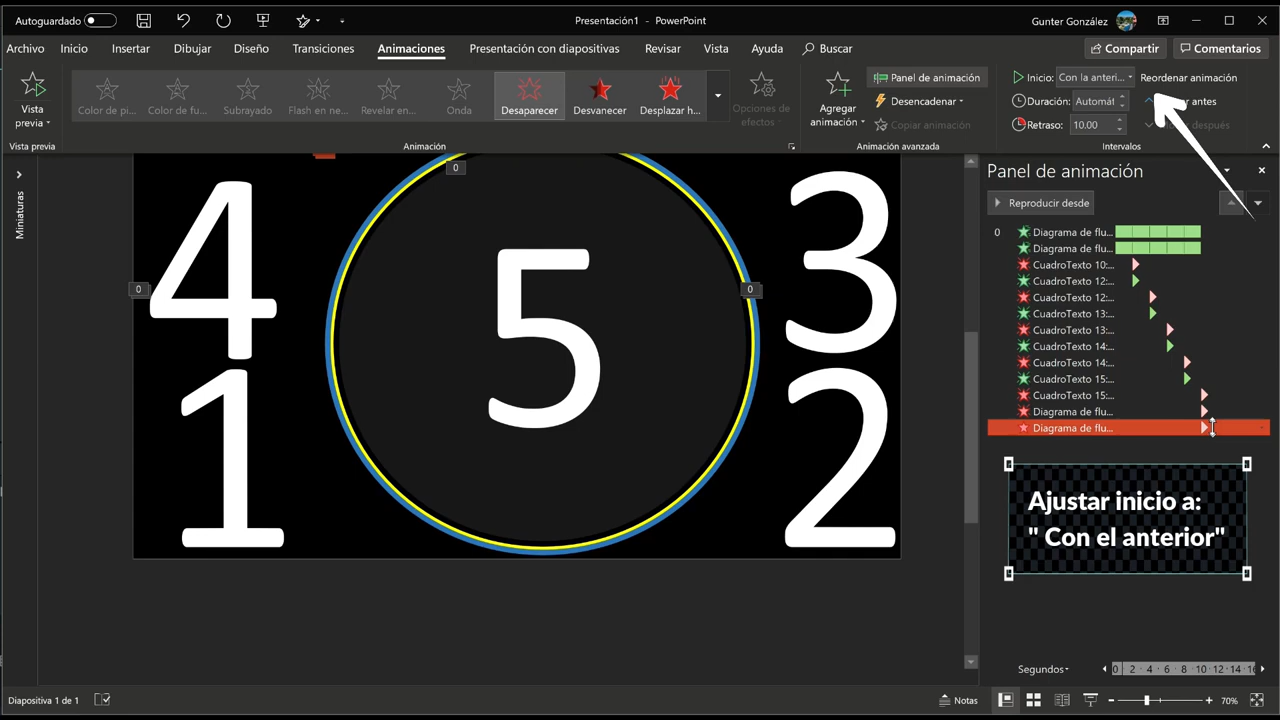 Autoguardado
Presentación1 - PowerPoint
Gunter González
Archivo Inicio Insertar Dibujar Diseño Transiciones Animaciones Presentación con diapositivas Revisar Vista Ayuda Buscar
Compartir Comentarios
Vista previa
Color de pi... Color de fu... Subrayado Flash en ne... Revelar en... Onda Desaparecer Desvanecer Desplazar h...
Opciones de efectos
Agregar animación
Panel de animación
Desencadenar
Copiar animación
Inicio: Con la anteri...
Duración: Automát
Retraso: 10.00
Reordenar animación
antes
después
Vista previa Animación Animación avanzada Intervalos
Miniaturas
4
1
5
3
2
0
0
0
Panel de animación
Reproducir desde
0 Diagrama de flu...
Diagrama de flu...
CuadroTexto 10:...
CuadroTexto 12:...
CuadroTexto 12:...
CuadroTexto 13:...
CuadroTexto 13:...
CuadroTexto 14:...
CuadroTexto 14:...
CuadroTexto 15:...
CuadroTexto 15:...
Diagrama de flu...
Diagrama de flu...
Ajustar inicio a:
" Con el anterior"
Segundos 0 2 4 6 8 10 12 14 16
Diapositiva 1 de 1
Notas
70%